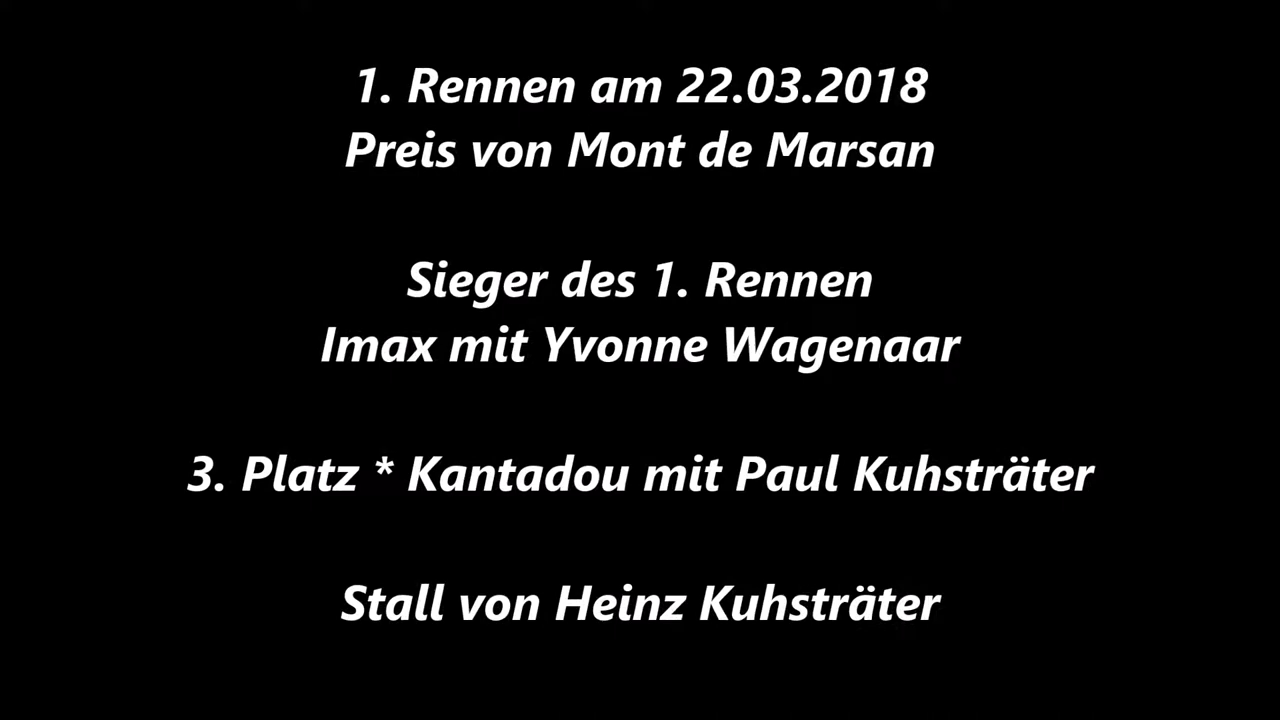 1. Rennen am 22.03.2018
Preis von Mont de Marsan
Sieger des 1. Rennen
Imax mit Yvonne Wagenaar
3. Platz * Kantadou mit Paul Kuhsträter
Stall von Heinz Kuhsträter